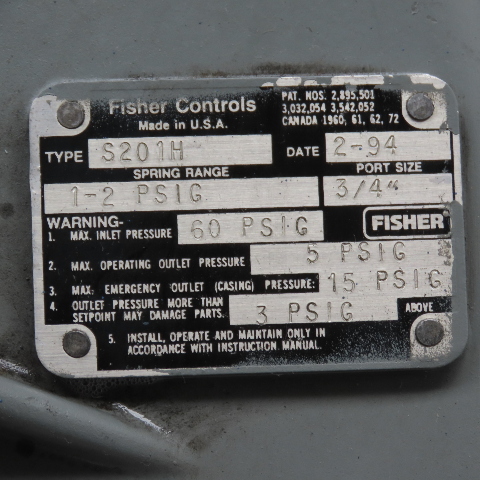 Fisher Controls
Made in U.S.A.
PAT. NOS. 2,895,501
3,032,054 3,542,052
CANADA 1960, 61, 62, 72
TYPE S201H DATE 2-94
SPRING RANGE PORT SIZE
1-2 PSIG 3/4"
WARNING- FISHER
1. MAX. INLET PRESSURE 60 PSIG
2. MAX. OPERATING OUTLET PRESSURE 5 PSIG
3. MAX. EMERGENCY OUTLET (CASING) PRESSURE: 15 PSIG
4. OUTLET PRESSURE MORE THAN 3 PSIG ABOVE
SETPOINT MAY DAMAGE PARTS.
5. INSTALL, OPERATE AND MAINTAIN ONLY IN
ACCORDANCE WITH INSTRUCTION MANUAL.